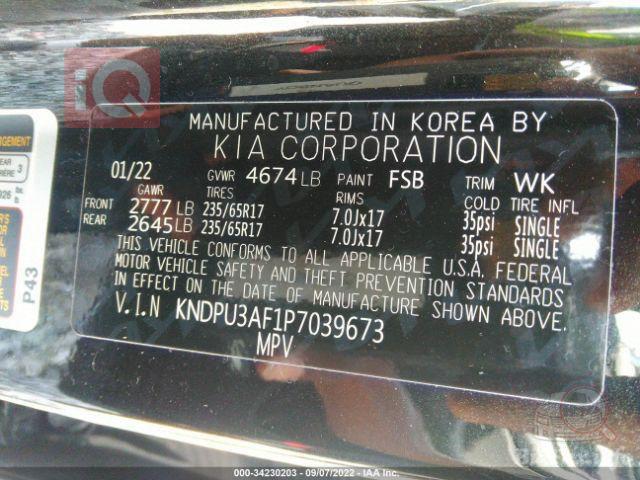 iQ
MANUFACTURED IN KOREA BY
KIA CORPORATION
01/22 GVWR 4674LB PAINT FSB TRIM WK
GAWR TIRES RIMS COLD TIRE INFL
FRONT 2777LB 235/65R17 7.0Jx17 35psi SINGLE
REAR 2645LB 235/65R17 7.0Jx17 35psi SINGLE
THIS VEHICLE CONFORMS TO ALL APPLICABLE U.S.A. FEDERAL
MOTOR VEHICLE SAFETY AND THEFT PREVENTION STANDARDS
IN EFFECT ON THE DATE OF MANUFACTURE SHOWN ABOVE.
V.I.N KNDPU3AF1P7039673
MPV
3
P43
000-34230203 - 09/07/2022 - IAA Inc.